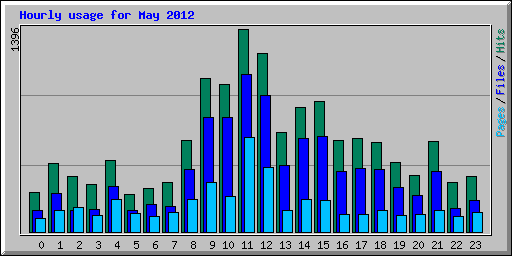 Hourly usage for May 2012
1396
Pages / Files / Hits
0 1 2 3 4 5 6 7 8 9 10 11 12 13 14 15 16 17 18 19 20 21 22 23